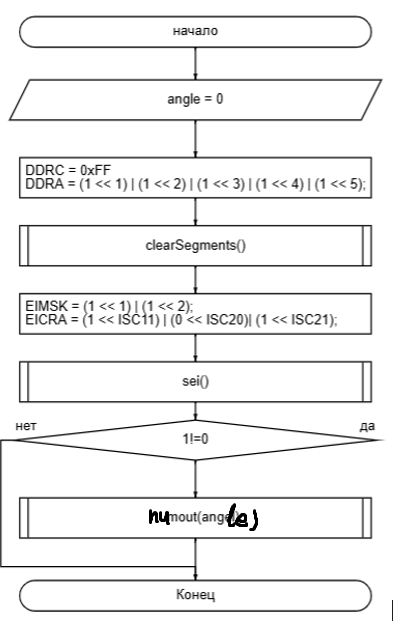 начало
angle = 0
DDRC = 0xFF
DDRA = (1 << 1) | (1 << 2) | (1 << 3) | (1 << 4) | (1 << 5);
clearSegments()
EIMSK = (1 << 1) | (1 << 2);
EICRA = (1 << ISC11) | (0 << ISC20)| (1 << ISC21);
sei()
нет
да
1!=0
numout(angle)
Конец